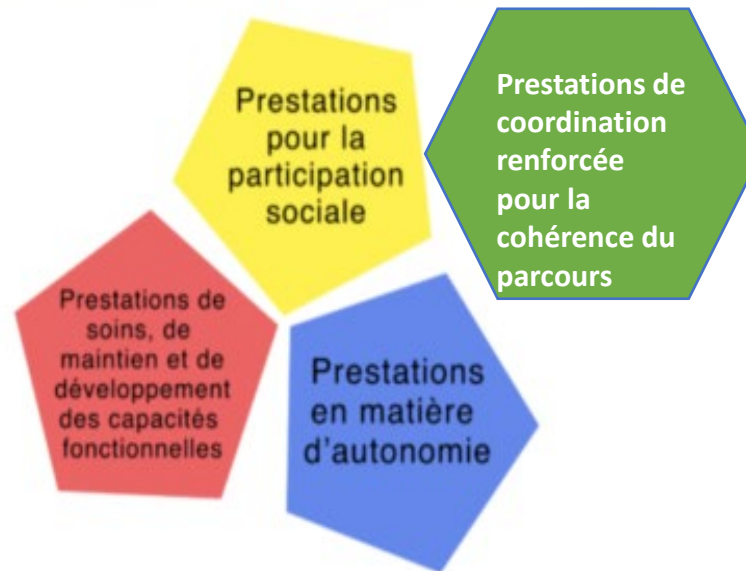 Prestations
pour la
participation
sociale
Prestations de
coordination
renforcée
pour la
cohérence du
parcours
Prestations de
soins, de
maintien et de
développement
des capacités
fonctionnelles
Prestations
en matière
d'autonomie